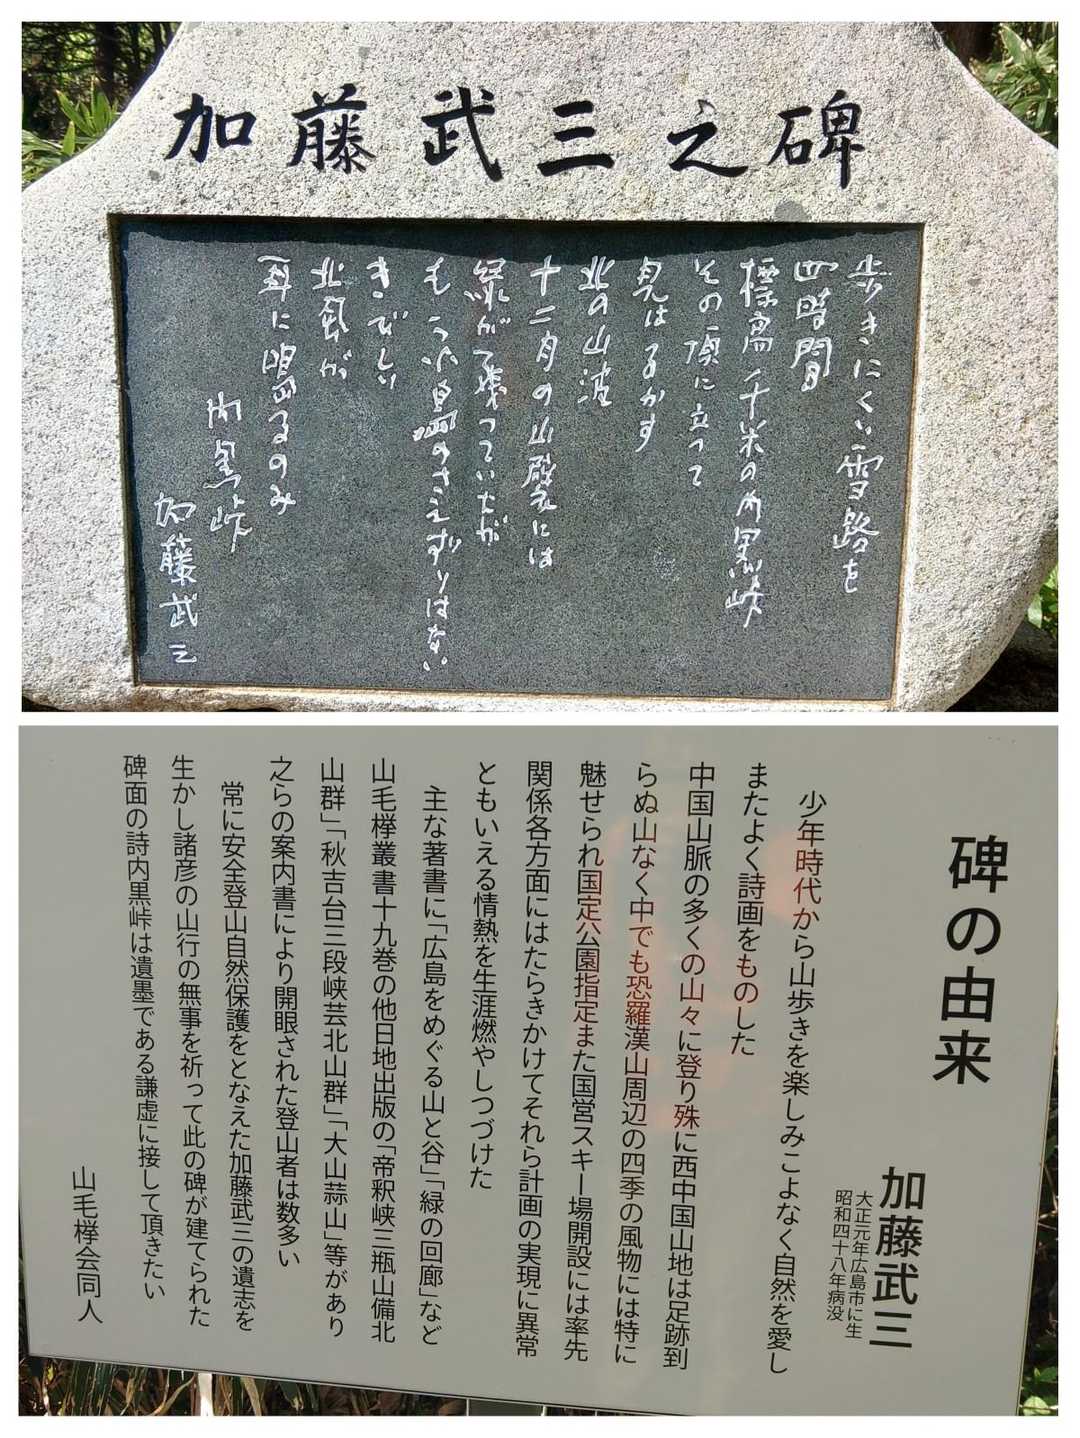 加藤武三之碑
歩きにくい雪路を
四時間
標高千米の内黒峠
その頂に立って
見はるかす
北の山波
十二月の山襞には
緑が残っていたが
もう小鳥のさえずりはない
きびしい
北風が
耳に鳴るのみ
内黒峠
加藤武三
碑の由来
加藤武三
大正元年広島市に生
昭和四十八年病没
少年時代から山歩きを楽しみこよなく自然を愛し
またよく詩画をものした
中国山脈の多くの山々に登り殊に西中国山地は足跡到
らぬ山なく中でも恐羅漢山周辺の四季の風物には特に
魅せられ国定公園指定また国営スキー場開設には率先
関係各方面にはたらきかけてそれら計画の実現に異常
ともいえる情熱を生涯燃やしつづけた
主な著書に「広島をめぐる山と谷」「緑の回廊」など
山毛欅叢書十九巻の他日地出版の「帝釈峡三瓶山備北
山群」「秋吉台三段峡芸北山群」「大山蒜山」等があり
之らの案内書により開眼された登山者は数多い
常に安全登山自然保護をとなえた加藤武三の遺志を
生かし諸彦の山行の無事を祈って此の碑が建てられた
碑面の詩内黒峠は遺墨である謙虚に接して頂きたい
山毛欅会同人